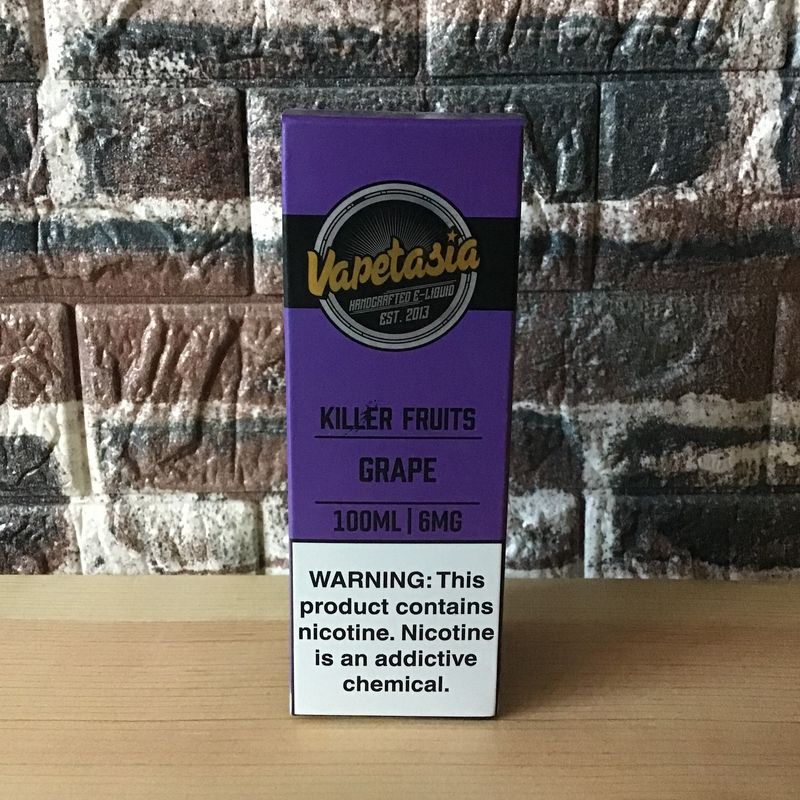 Vapetasia
HANDCRAFTED E-LIQUID
EST. 2013
KILLER FRUITS
GRAPE
100ML | 6MG
WARNING: This
product contains
nicotine. Nicotine
is an addictive
chemical.